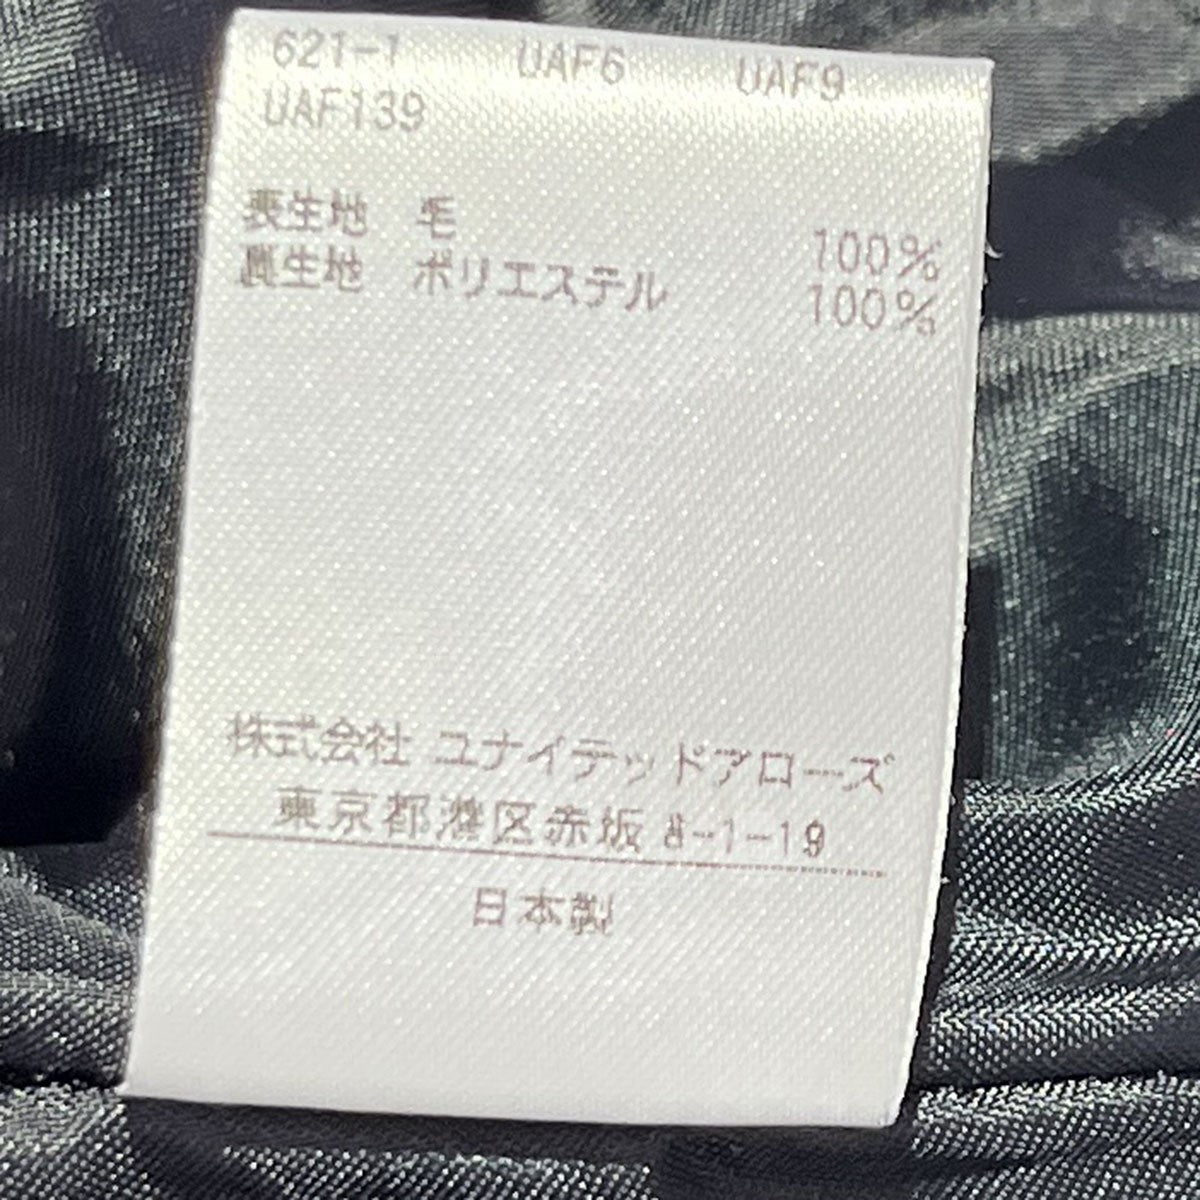 621-1 UAF6 UAF9
UAF139
表生地 毛 100%
裏生地 ポリエステル 100%
株式会社 ユナイテッドアローズ
東京都港区赤坂 8-1-19
日本製